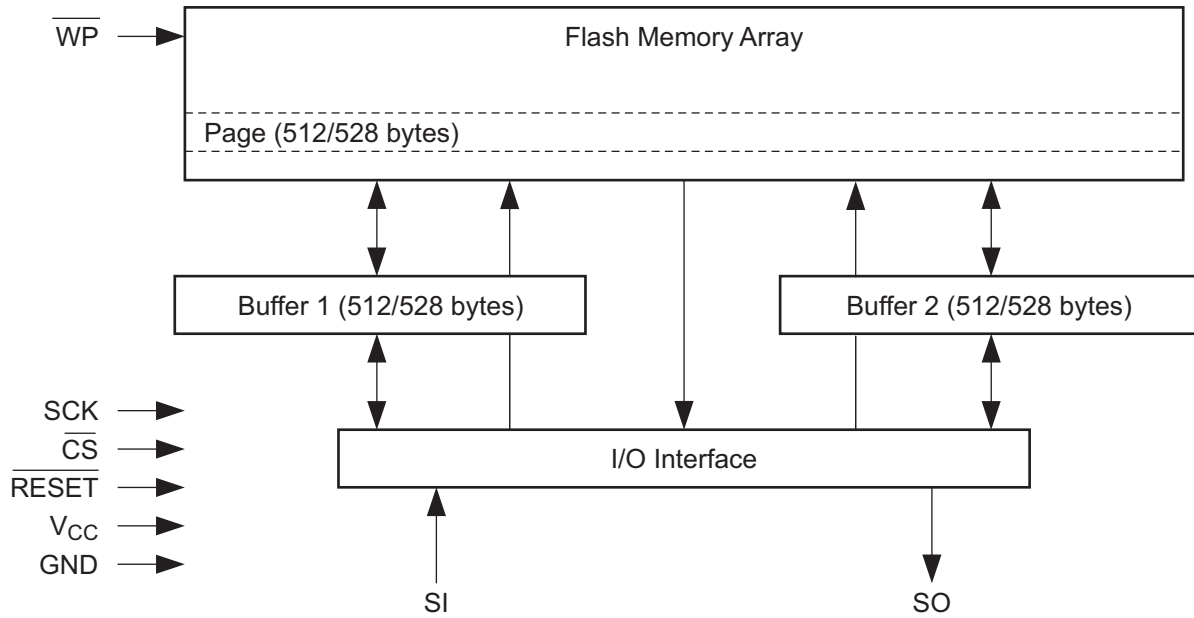 WP
Flash Memory Array
Page (512/528 bytes)
Buffer 1 (512/528 bytes)
Buffer 2 (512/528 bytes)
SCK
CS
RESET
VCC
GND
I/O Interface
SI
SO